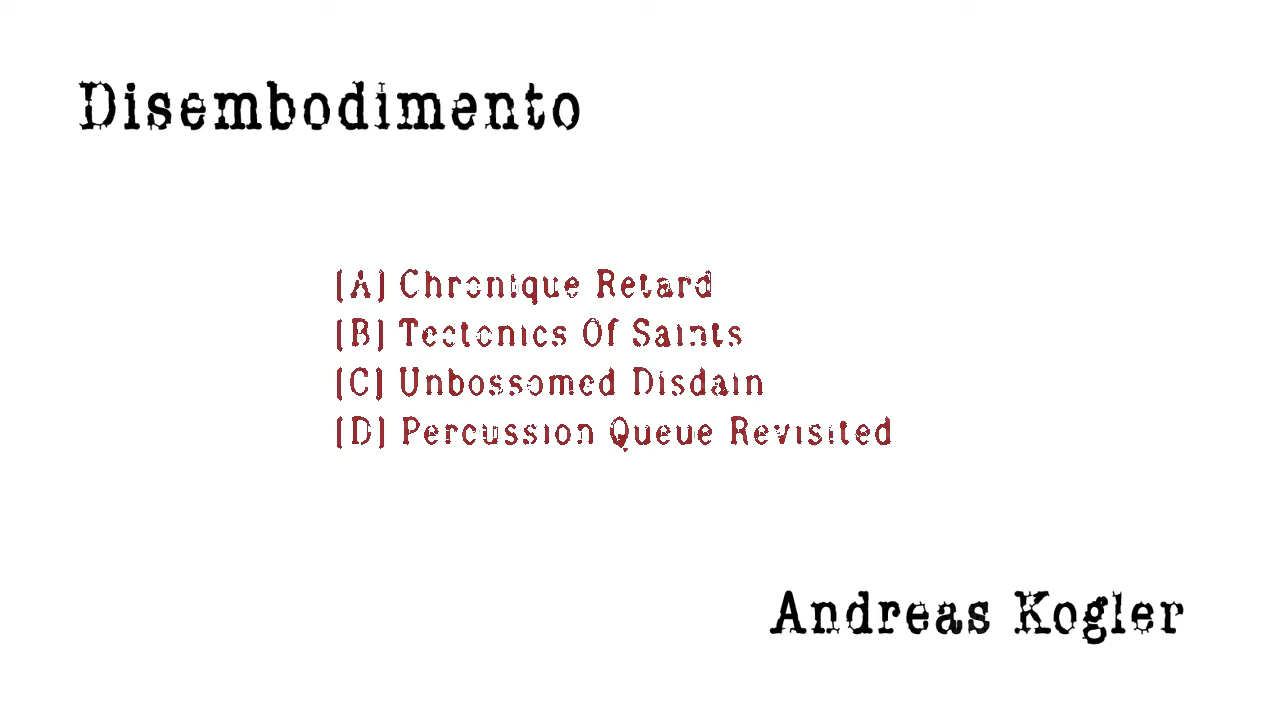 Disembodimento
(A) Chronique Retard
(B) Tectonics Of Saints
(C) Unbossomed Disdain
(D) Percussion Queue Revisited
Andreas Kogler